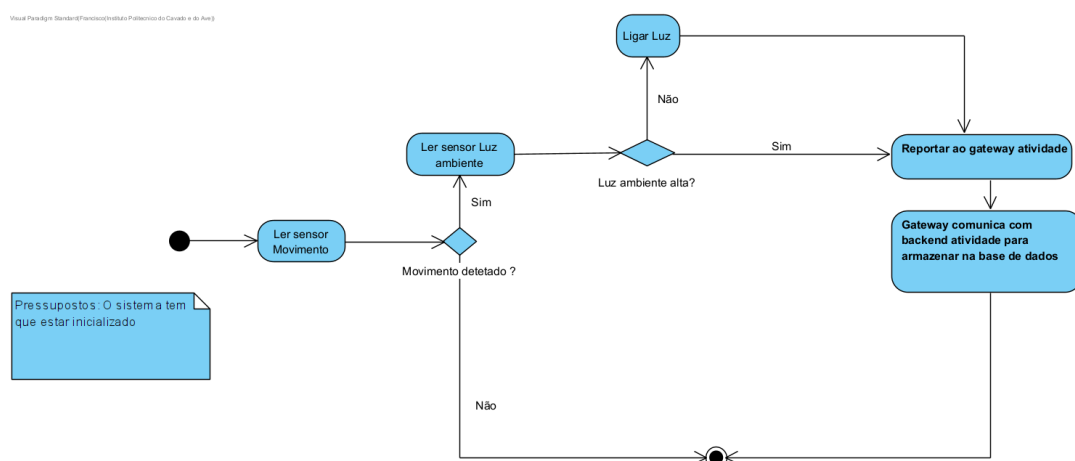 Visual Paradigm Standard(Francisco(Instituto Politecnico do Cavado e do Ave))
Ligar Luz
Não
Ler sensor Luz
ambiente
Sim
Reportar ao gateway atividade
Luz ambiente alta?
Sim
Ler sensor
Movimento
Gateway comunica com
backend atividade para
armazenar na base de dados
Movimento detetado ?
Pressupostos: O sistema tem
que estar inicializado
Não